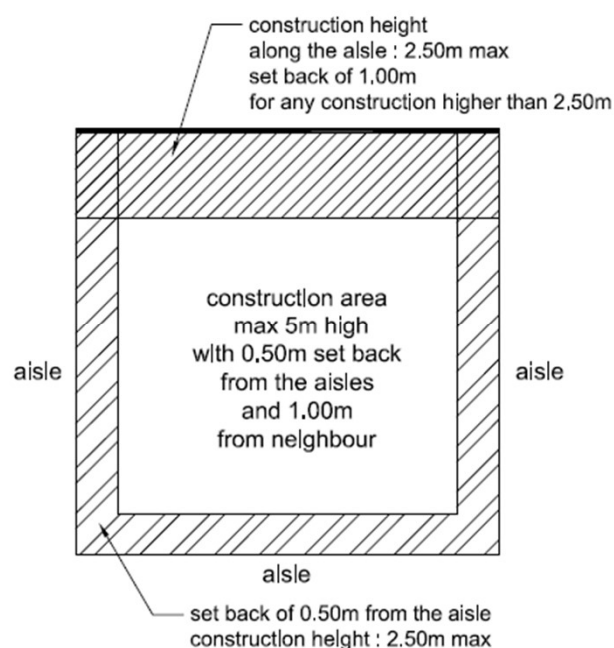 construction height
along the aisle : 2.50m max
set back of 1.00m
for any construction higher than 2.50m
construction area
max 5m high
with 0.50m set back
from the aisles
and 1.00m
from neighbour
aisle
aisle
aisle
set back of 0.50m from the aisle
construction height : 2.50m max